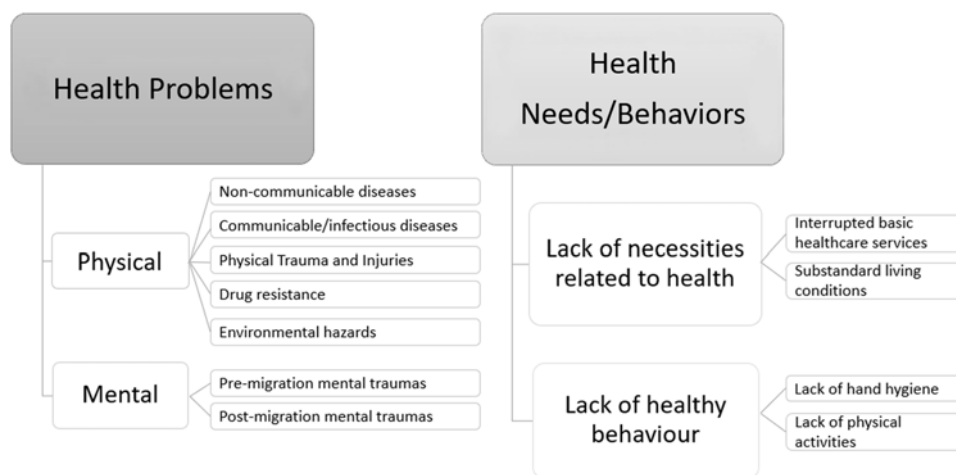 Health Problems
Physical
Non-communicable diseases
Communicable/infectious diseases
Physical Trauma and Injuries
Drug resistance
Environmental hazards
Mental
Pre-migration mental traumas
Post-migration mental traumas
Health
Needs/Behaviors
Lack of necessities
related to health
Interrupted basic
healthcare services
Substandard living
conditions
Lack of healthy
behaviour
Lack of hand hygiene
Lack of physical
activities